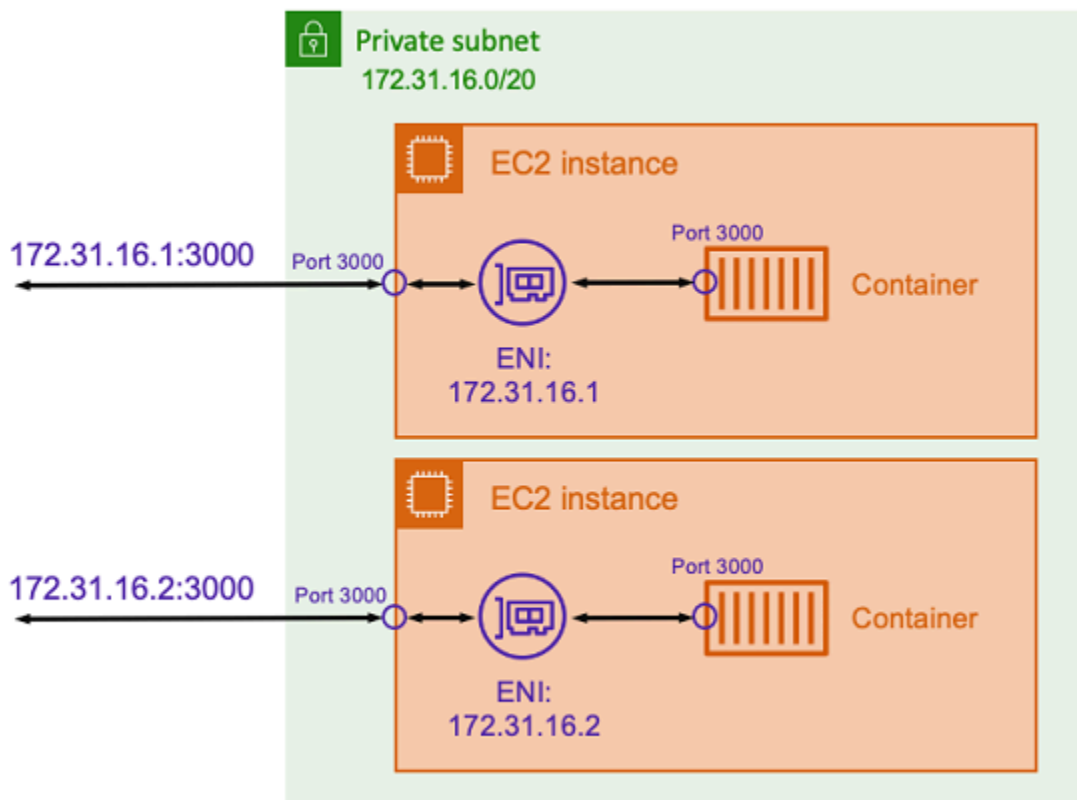 Private subnet
172.31.16.0/20
EC2 instance
172.31.16.1:3000
Port 3000
Port 3000
Container
ENI:
172.31.16.1
EC2 instance
172.31.16.2:3000
Port 3000
Port 3000
Container
ENI:
172.31.16.2